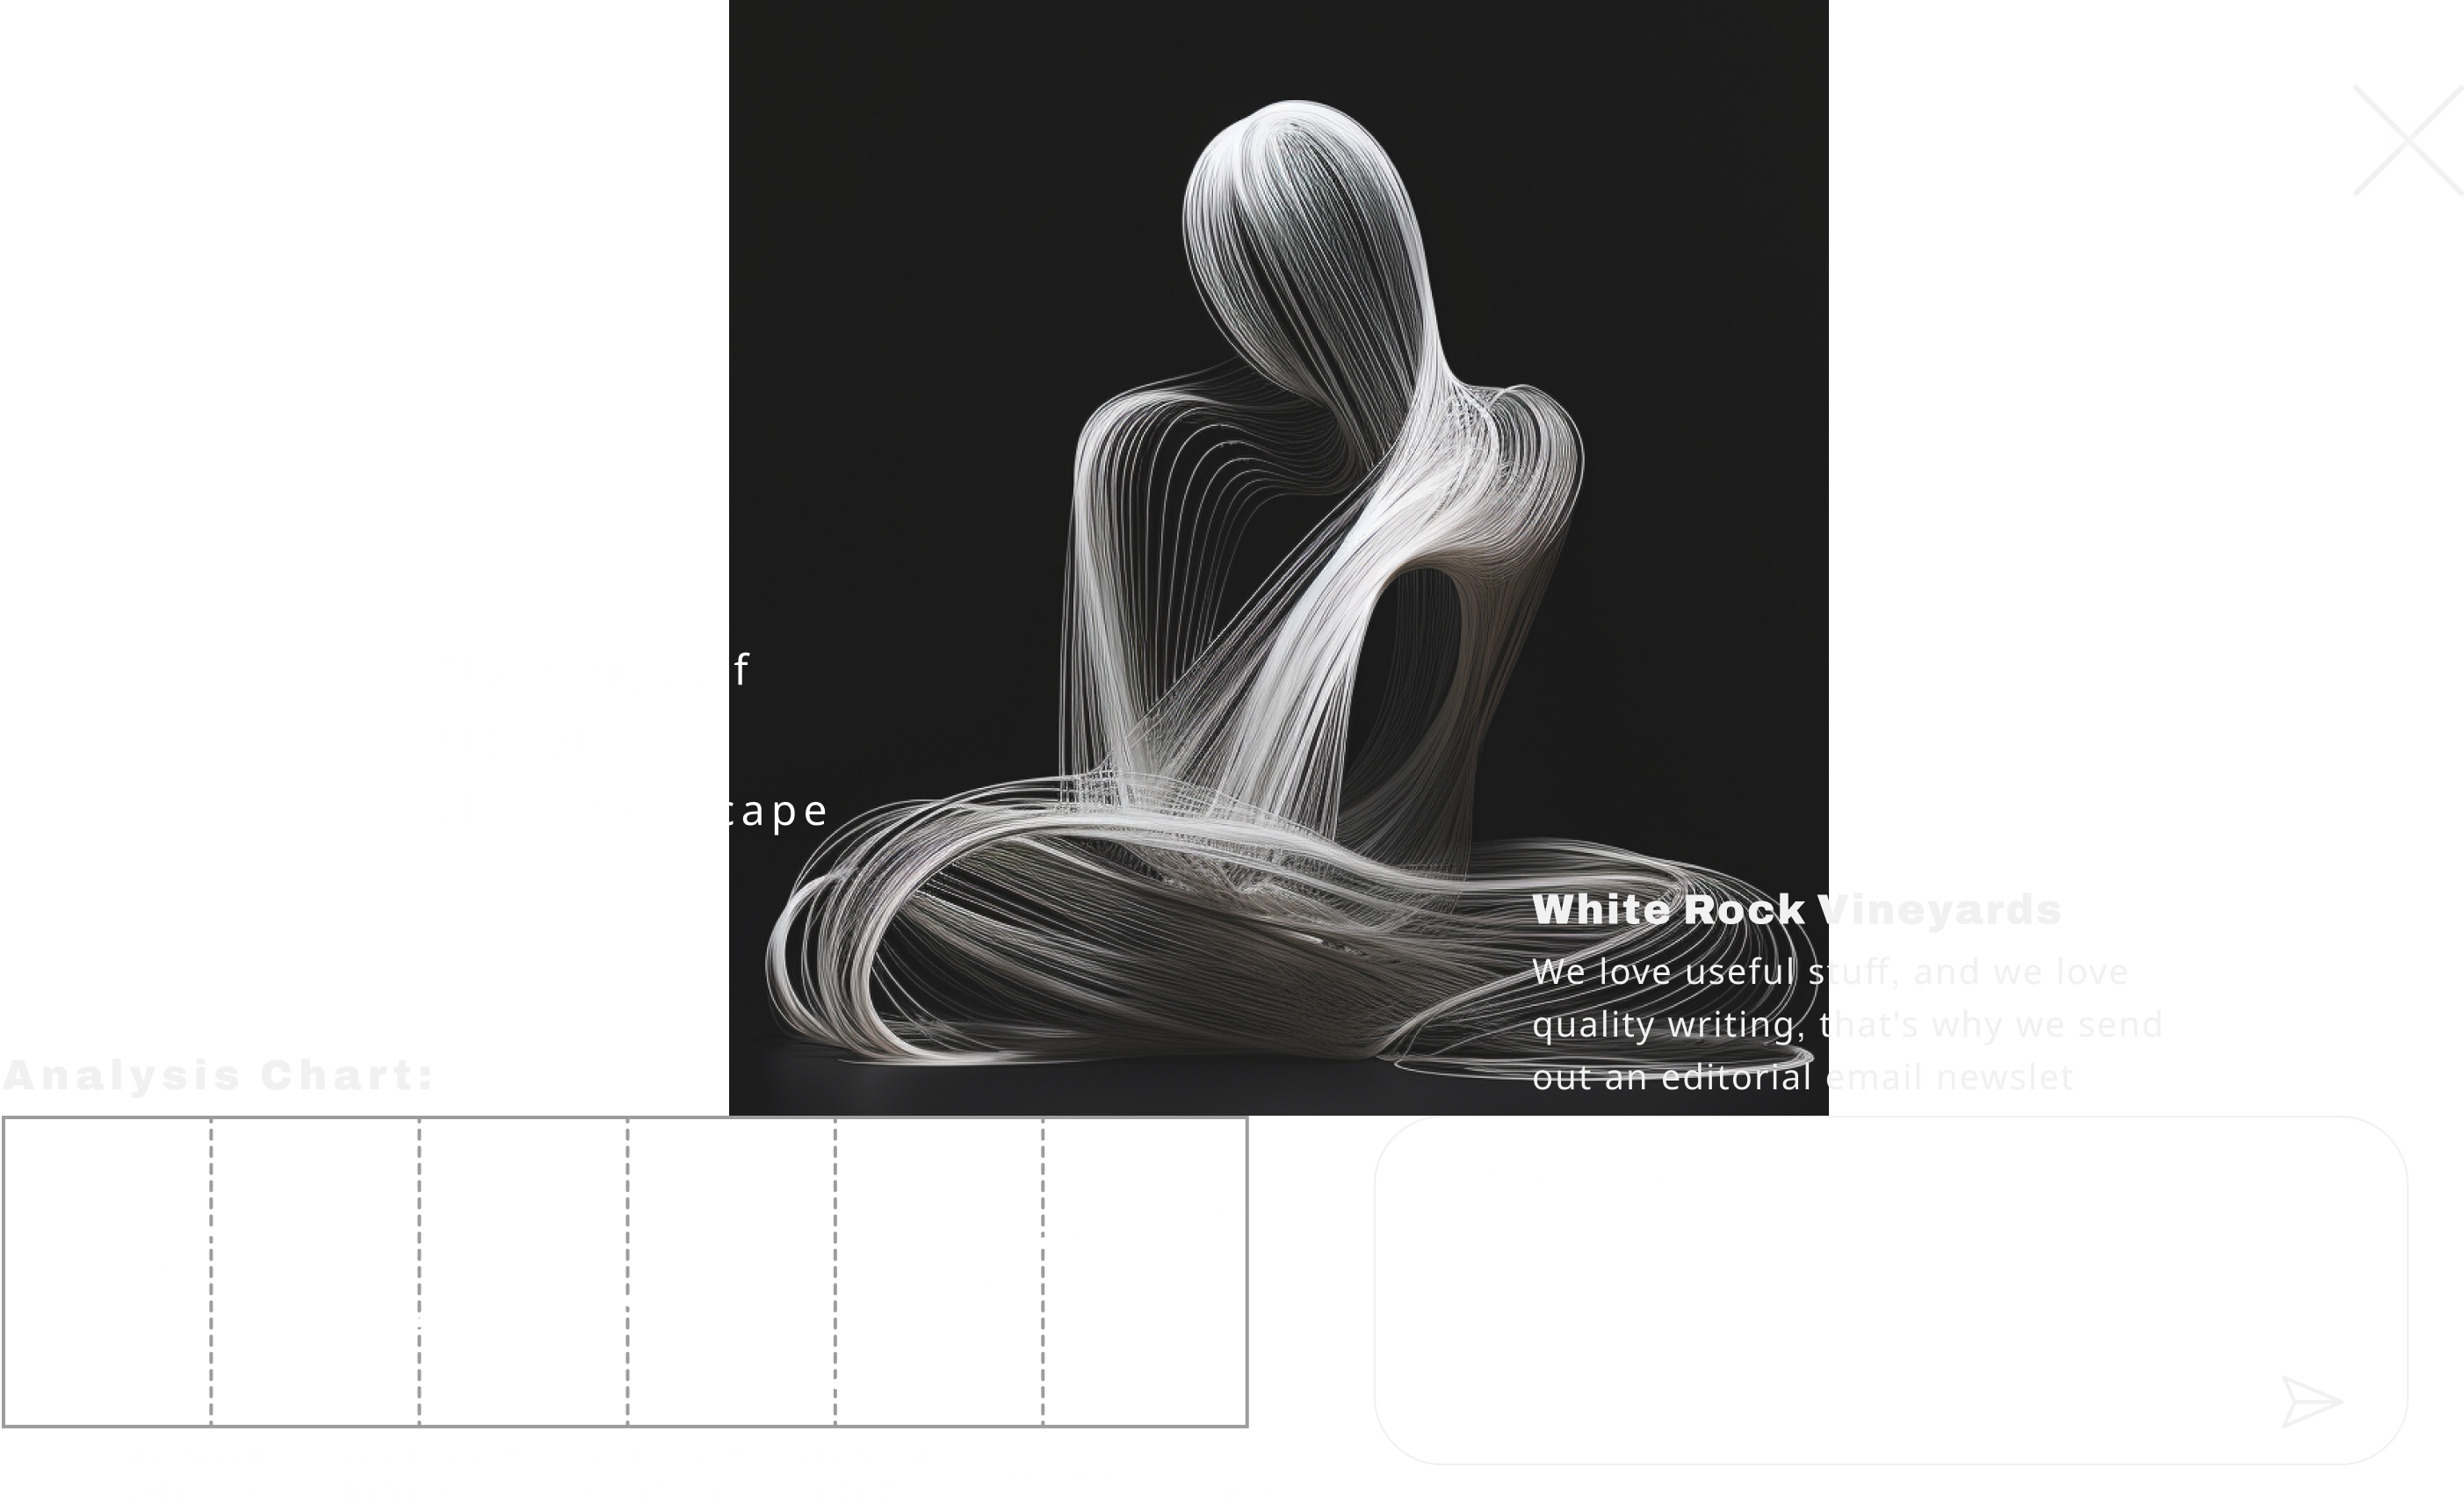 f
cape
White Rock Vineyards
We love useful stuff, and we love
quality writing, that's why we send
out an editorial email newslet
Analysis Chart: